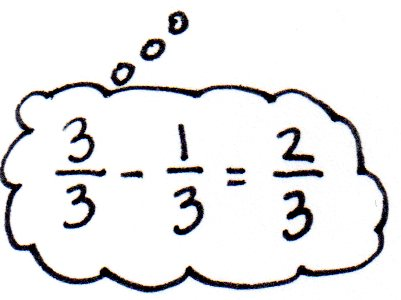 3/3 - 1/3 = 2/3